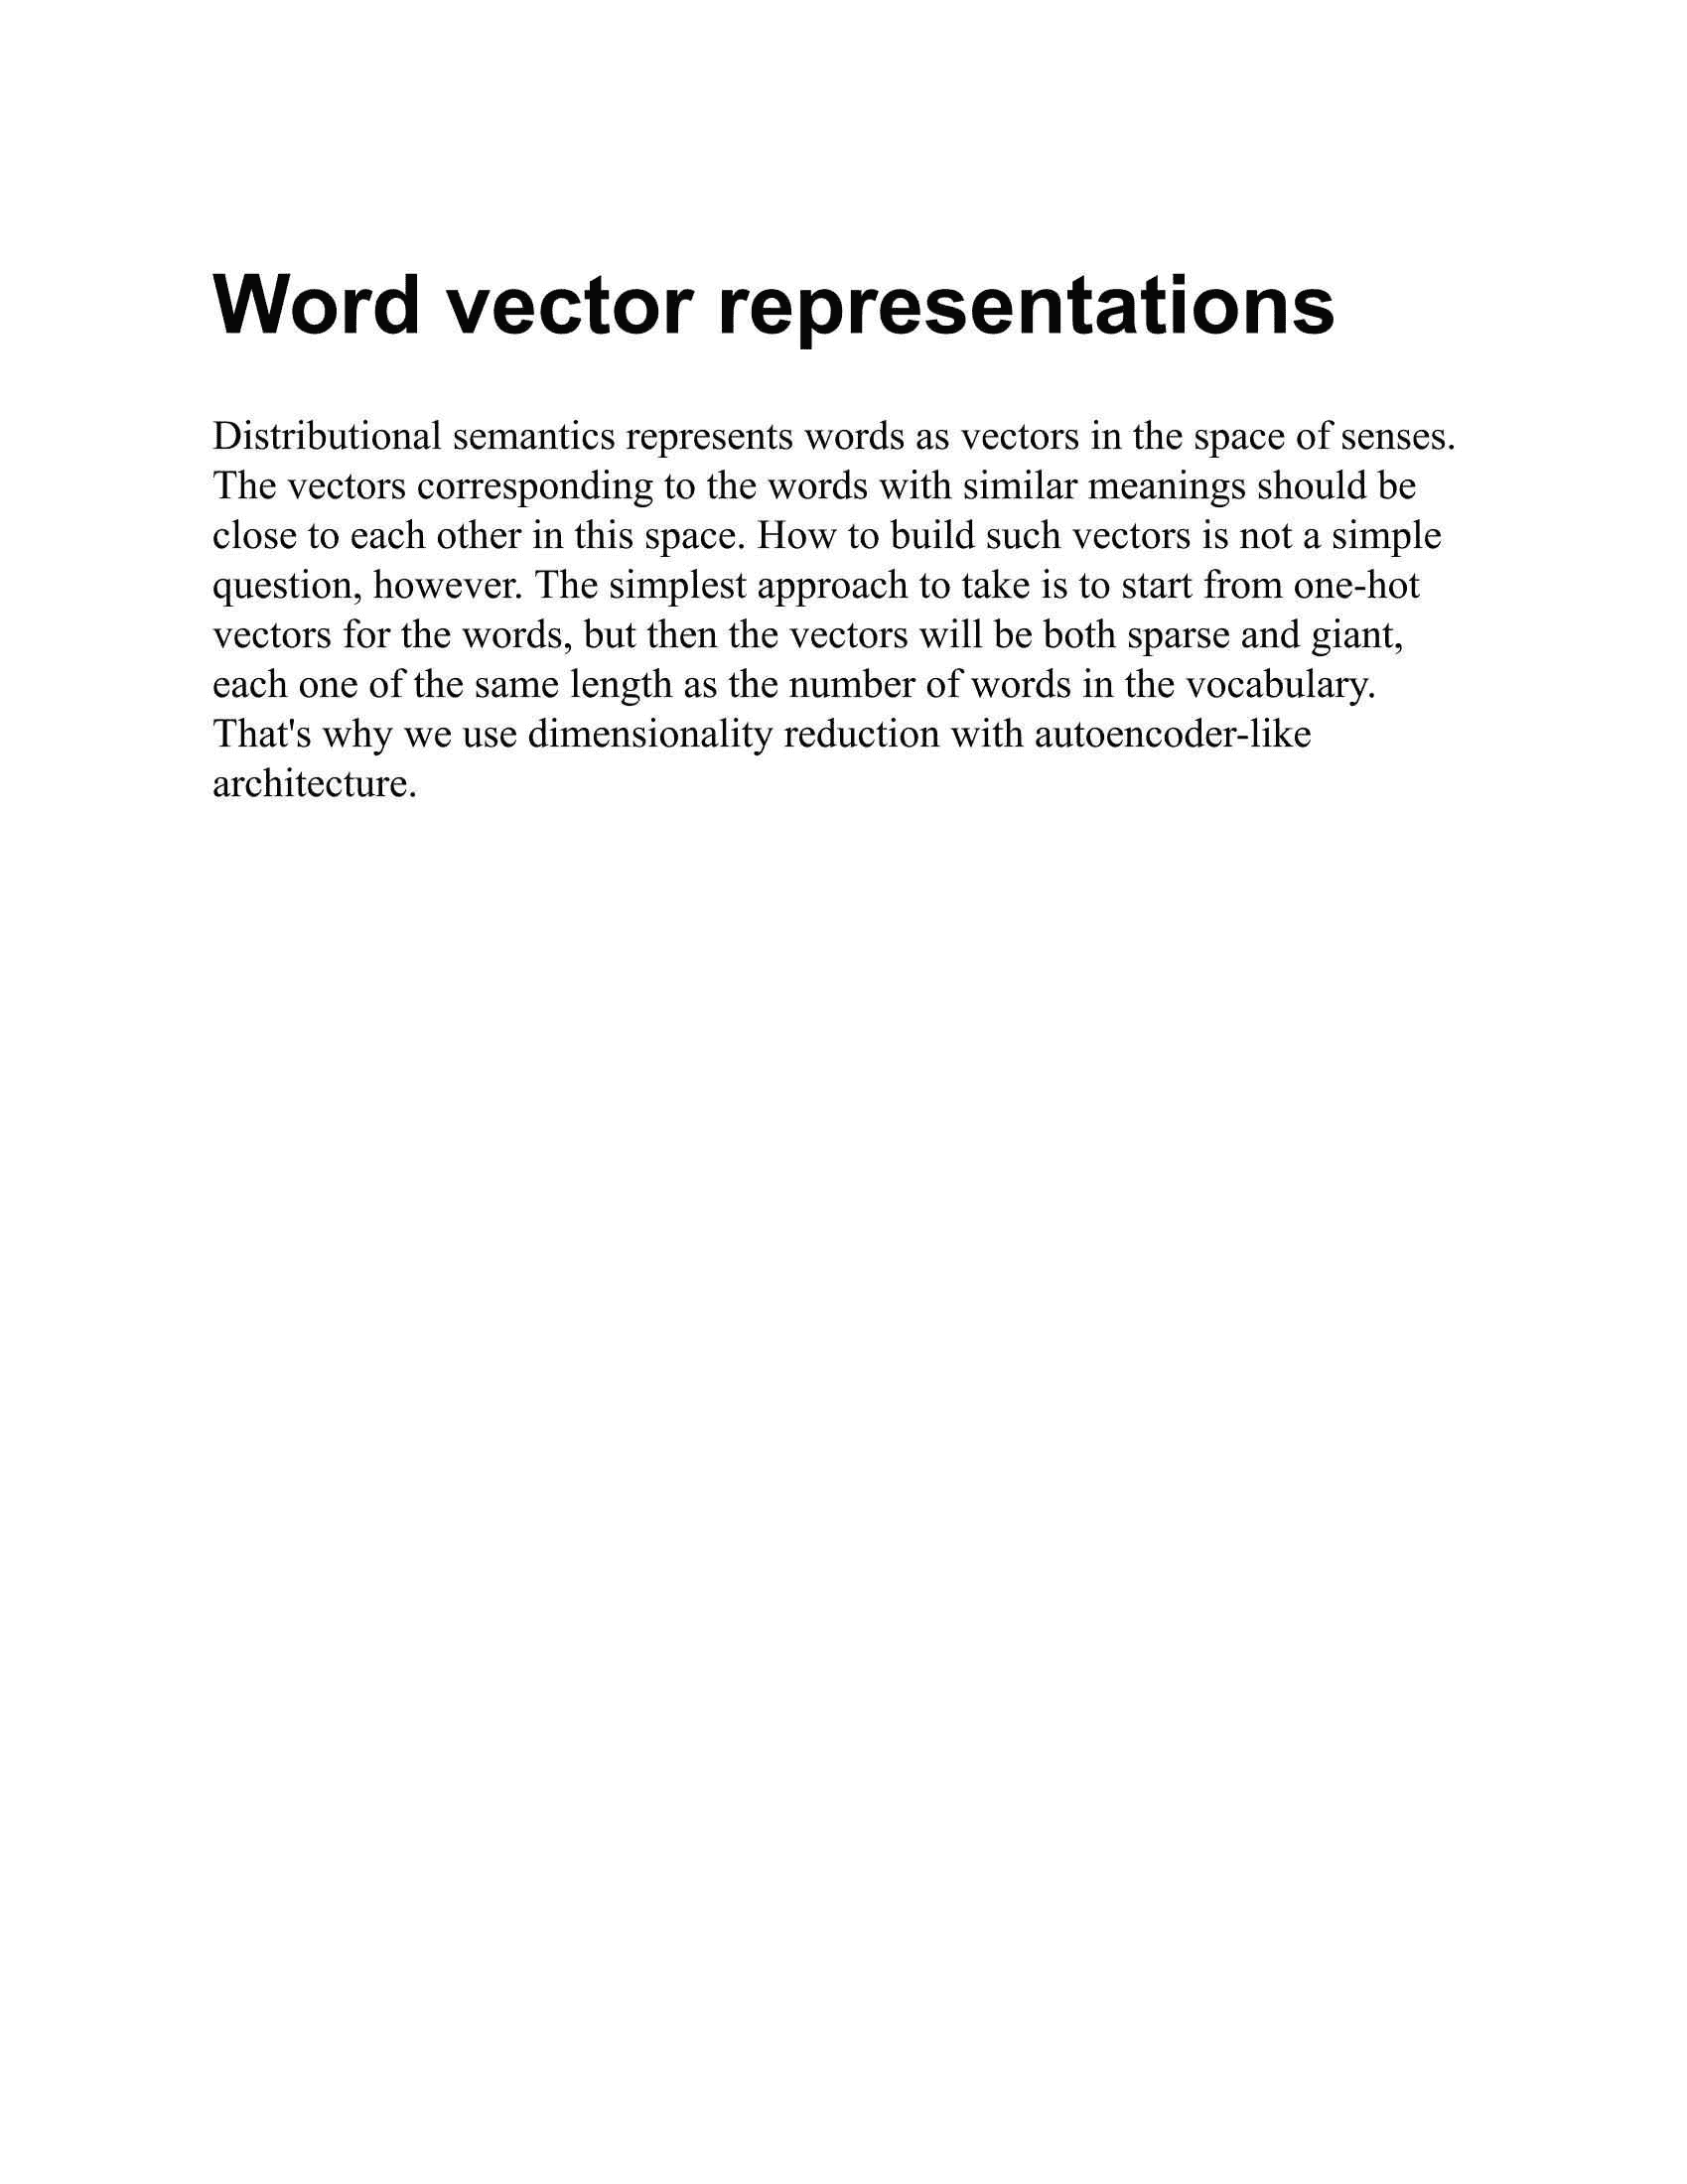 Word vector representations
Distributional semantics represents words as vectors in the space of senses.
The vectors corresponding to the words with similar meanings should be
close to each other in this space. How to build such vectors is not a simple
question, however. The simplest approach to take is to start from one-hot
vectors for the words, but then the vectors will be both sparse and giant,
each one of the same length as the number of words in the vocabulary.
That's why we use dimensionality reduction with autoencoder-like
architecture.